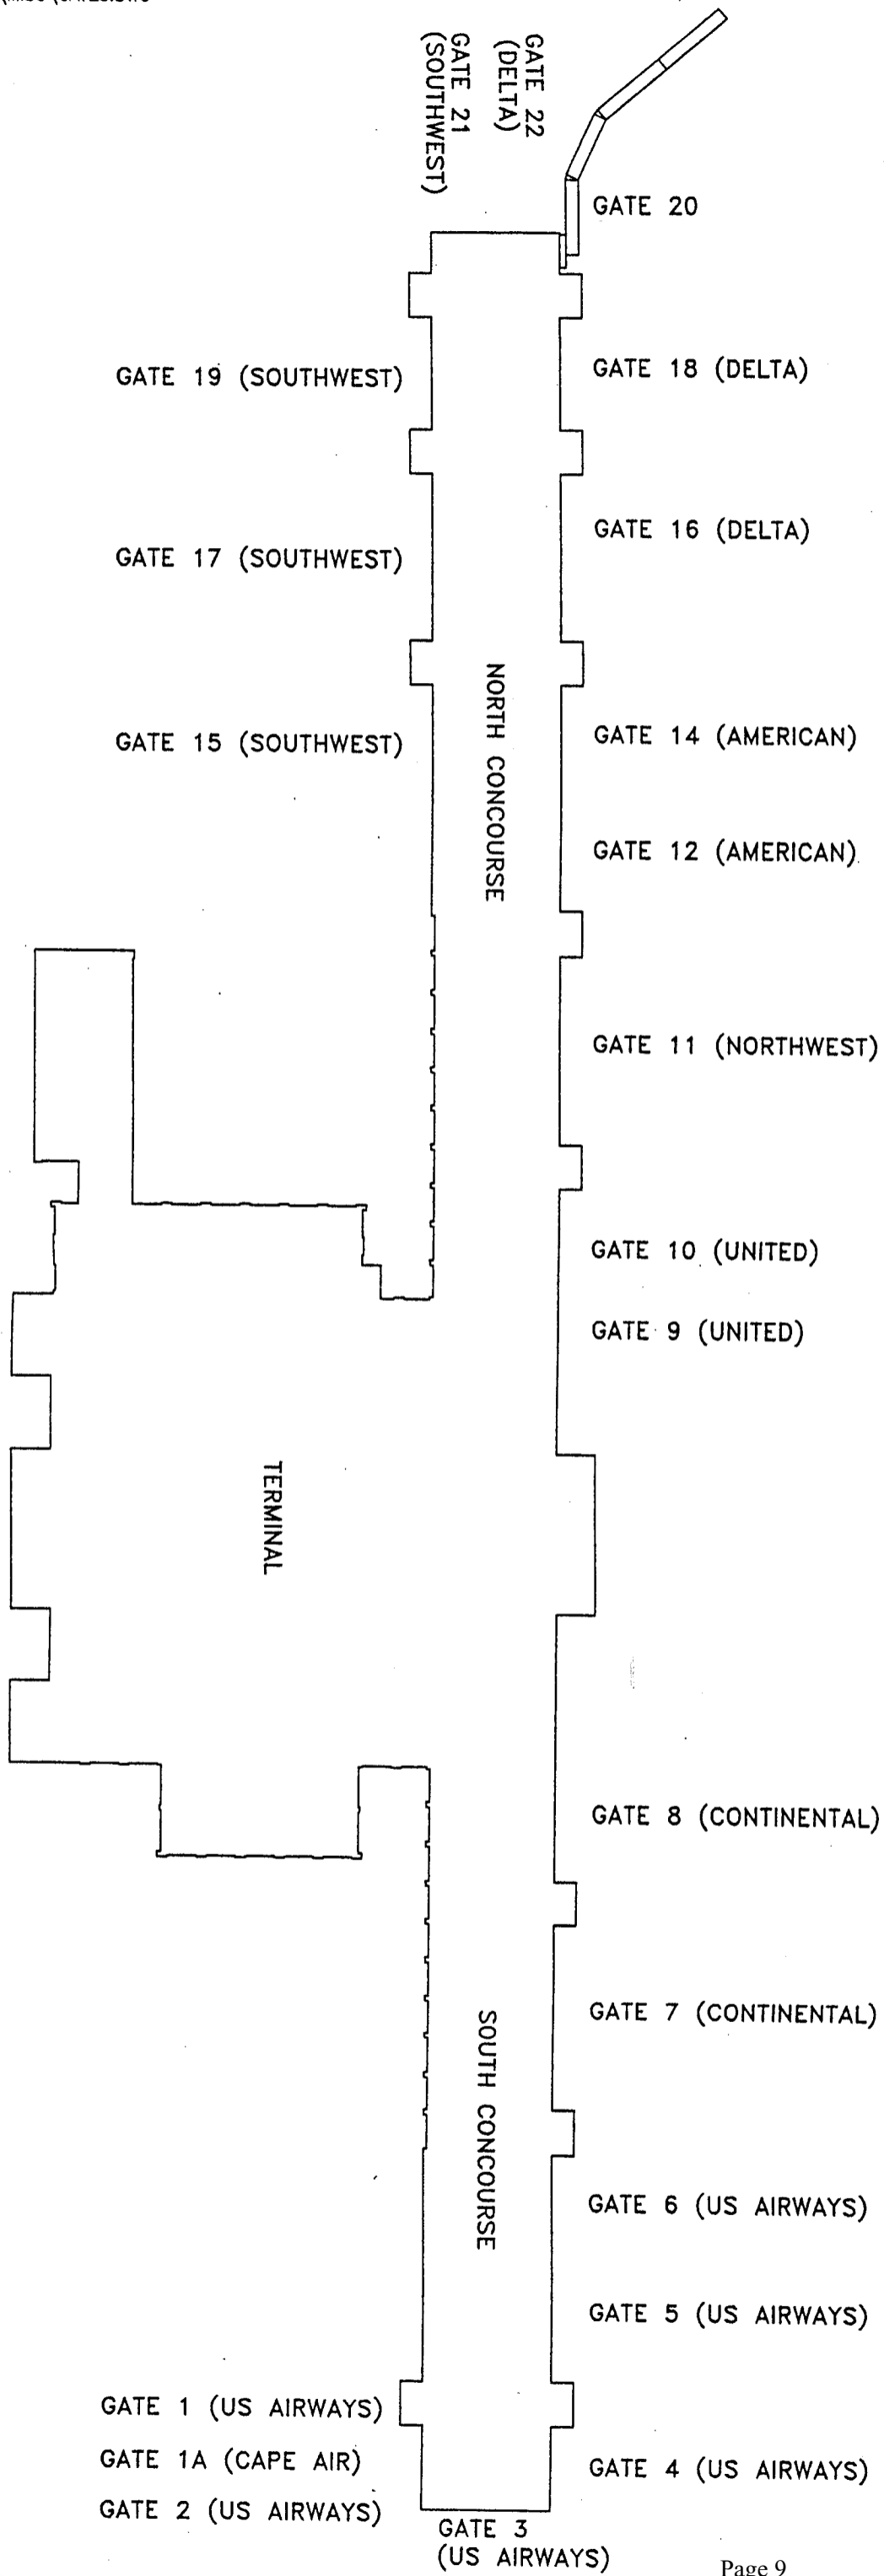 GATE 22
(DELTA)
GATE 21
(SOUTHWEST)
GATE 20
GATE 19 (SOUTHWEST)
GATE 18 (DELTA)
GATE 17 (SOUTHWEST)
GATE 16 (DELTA)
NORTH CONCOURSE
GATE 15 (SOUTHWEST)
GATE 14 (AMERICAN)
GATE 12 (AMERICAN)
GATE 11 (NORTHWEST)
GATE 10 (UNITED)
GATE 9 (UNITED)
TERMINAL
GATE 8 (CONTINENTAL)
GATE 7 (CONTINENTAL)
SOUTH CONCOURSE
GATE 6 (US AIRWAYS)
GATE 5 (US AIRWAYS)
GATE 1 (US AIRWAYS)
GATE 1A (CAPE AIR)
GATE 4 (US AIRWAYS)
GATE 2 (US AIRWAYS)
GATE 3
(US AIRWAYS)
Page 9